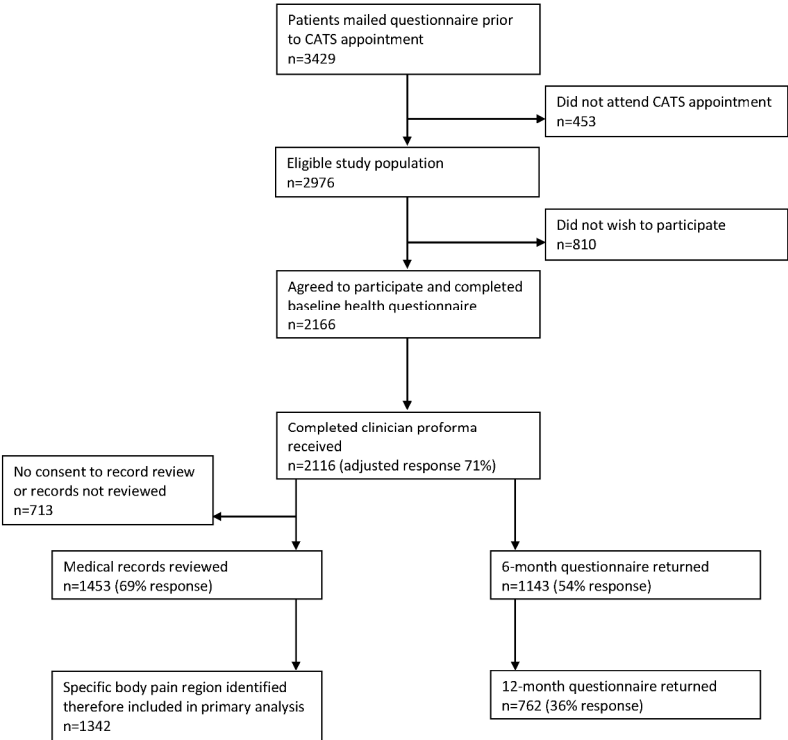 Patients mailed questionnaire prior
to CATS appointment
n=3429
Did not attend CATS appointment
n=453
Eligible study population
n=2976
Did not wish to participate
n=810
Agreed to participate and completed
baseline health questionnaire
n=2166
Completed clinician proforma
received
n=2116 (adjusted response 71%)
No consent to record review
or records not reviewed
n=713
Medical records reviewed
n=1453 (69% response)
6-month questionnaire returned
n=1143 (54% response)
Specific body pain region identified
therefore included in primary analysis
n=1342
12-month questionnaire returned
n=762 (36% response)